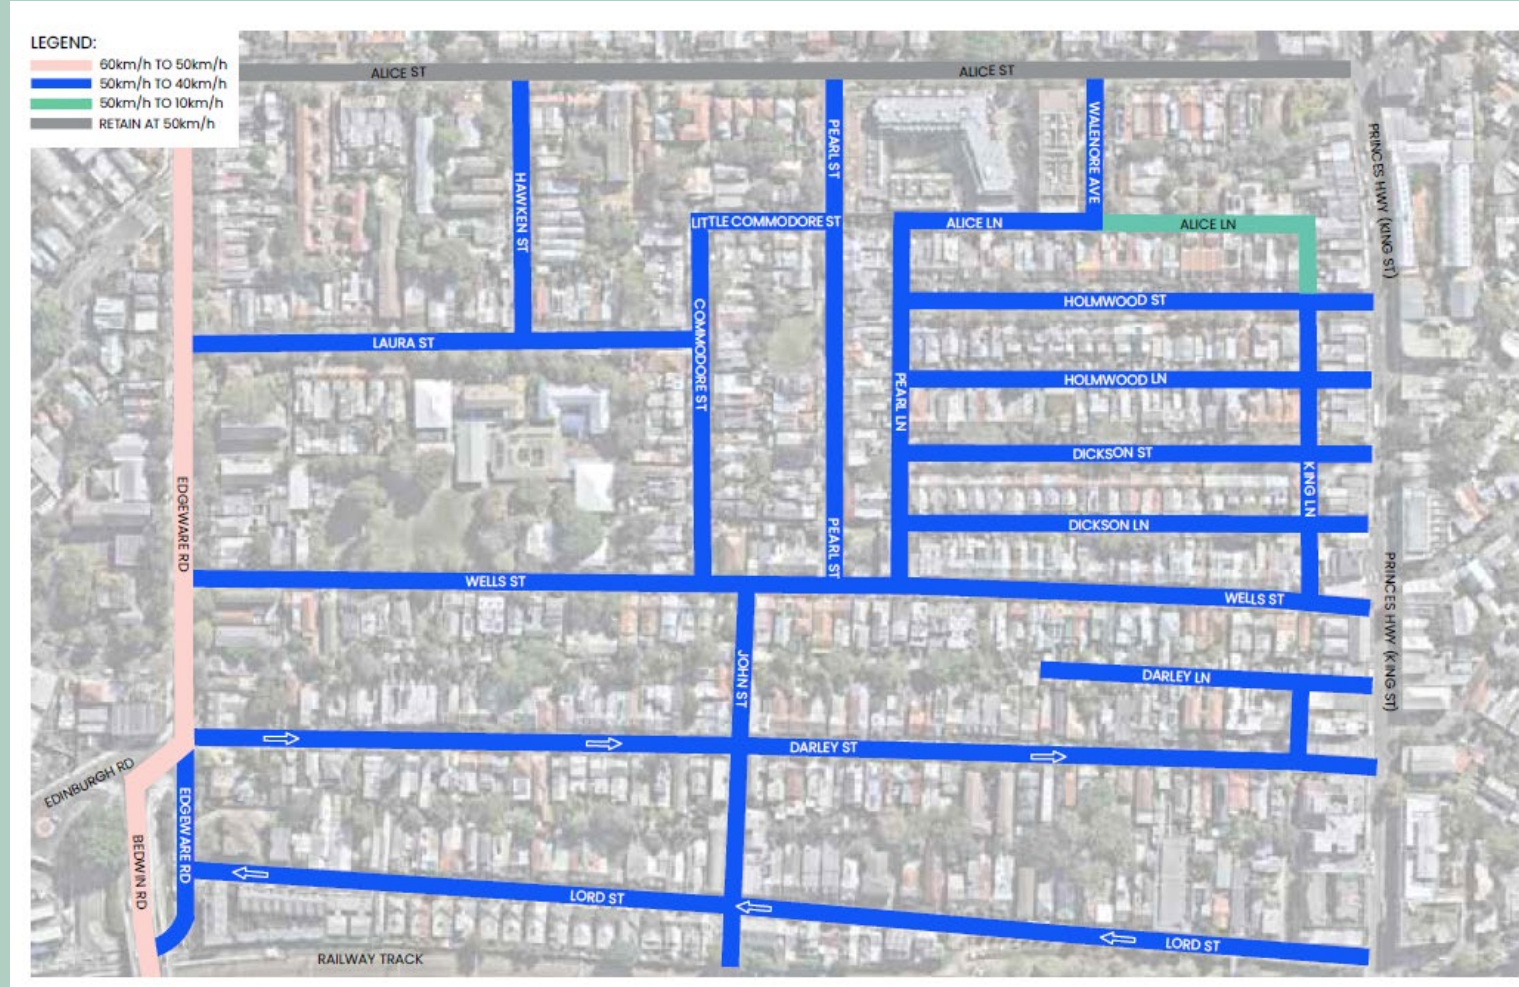 LEGEND:
60km/h TO 50km/h
50km/h TO 40km/h
50km/h TO 10km/h
RETAIN AT 50km/h
ALICE ST
ALICE ST
HAWKEN ST
PEARL ST
WALENORE AVE
PRINCES HWY (KING ST)
LITTLE COMMODORE ST
ALICE LN
ALICE LN
HOLMWOOD ST
LAURA ST
COMMODORE ST
HOLMWOOD LN
PEARL LN
DICKSON ST
KING LN
EDGEWARE RD
PEARL ST
DICKSON LN
WELLS ST
WELLS ST
PRINCES HWY (KING ST)
JOHN ST
DARLEY LN
DARLEY ST
EDINBURGH RD
EDGEWARE RD
BEDWIN RD
LORD ST
LORD ST
RAILWAY TRACK